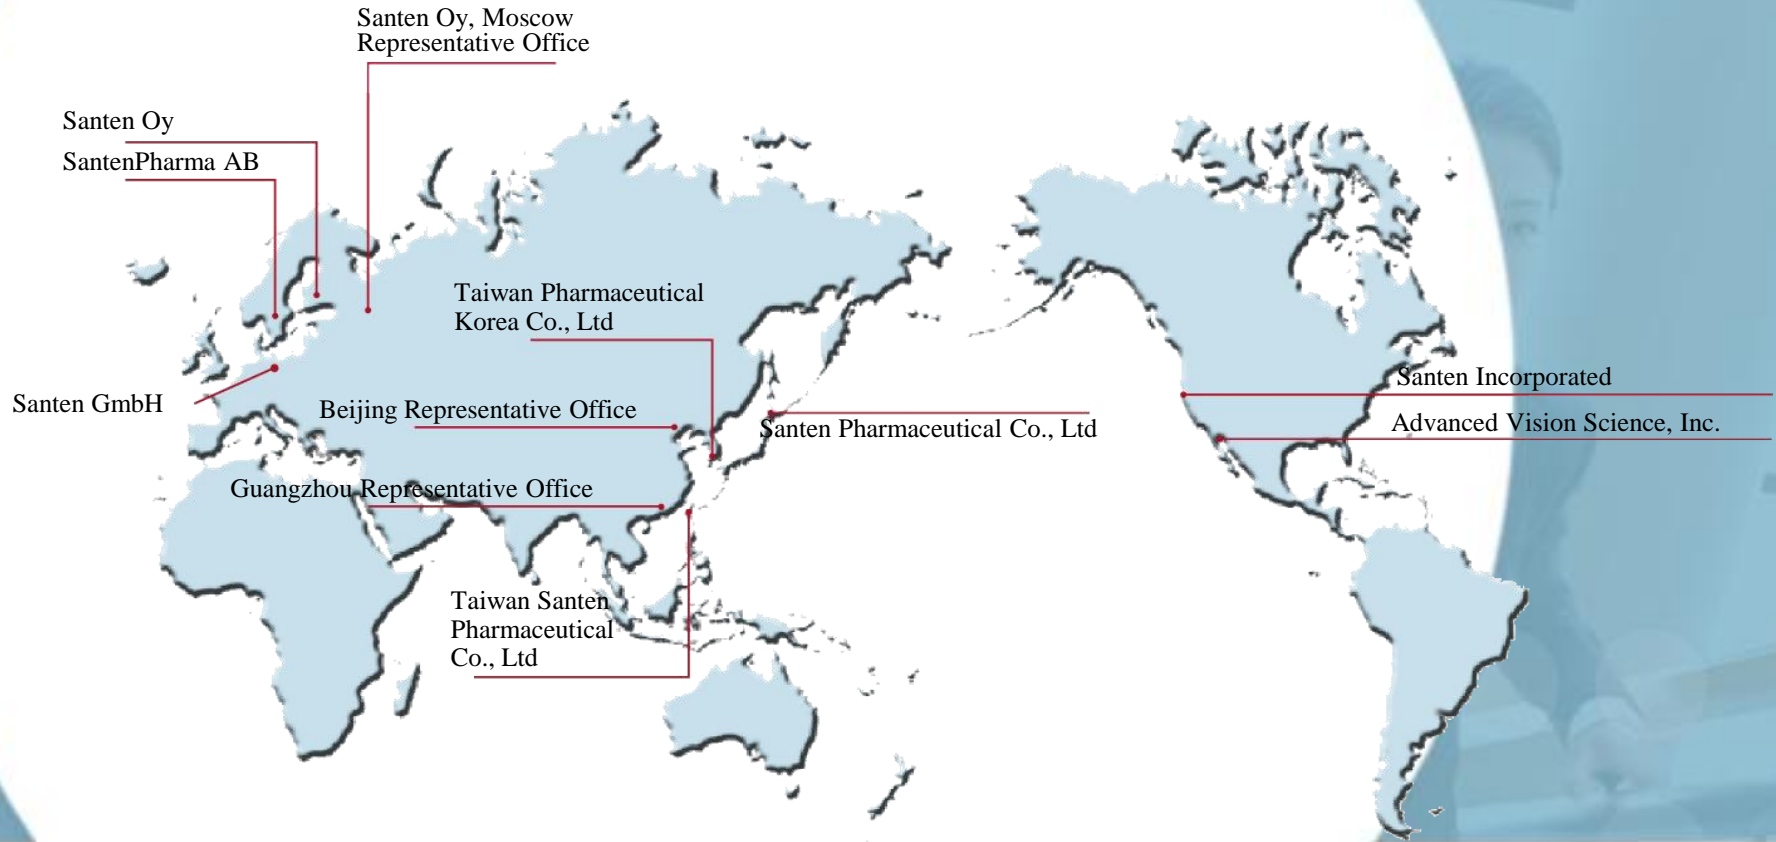 Santen Oy, Moscow
Representative Office
Santen Oy
SantenPharma AB
Taiwan Pharmaceutical
Korea Co., Ltd
Santen GmbH
Beijing Representative Office
Santen Pharmaceutical Co., Ltd
Santen Incorporated
Advanced Vision Science, Inc.
Guangzhou Representative Office
Taiwan Santen
Pharmaceutical
Co., Ltd